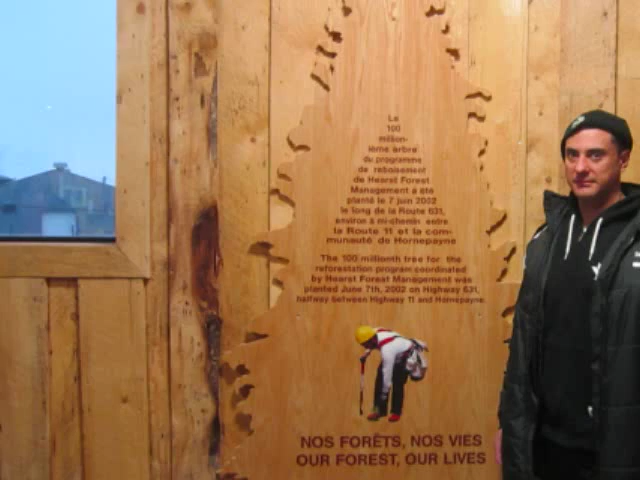 Le
100
million-
ième arbre
du programme
de reboisement
de Hearst Forest
Management a été
planté le 7 juin 2002
le long de la Route 631,
environ à mi-chemin entre
la Route 11 et la com-
munauté de Hornepayne
The 100 millionth tree for the
reforestation program coordinated
by Hearst Forest Management was
planted June 7th, 2002 on Highway 631,
halfway between Highway 11 and Hornepayne.
NOS FORÊTS, NOS VIES
OUR FOREST, OUR LIVES